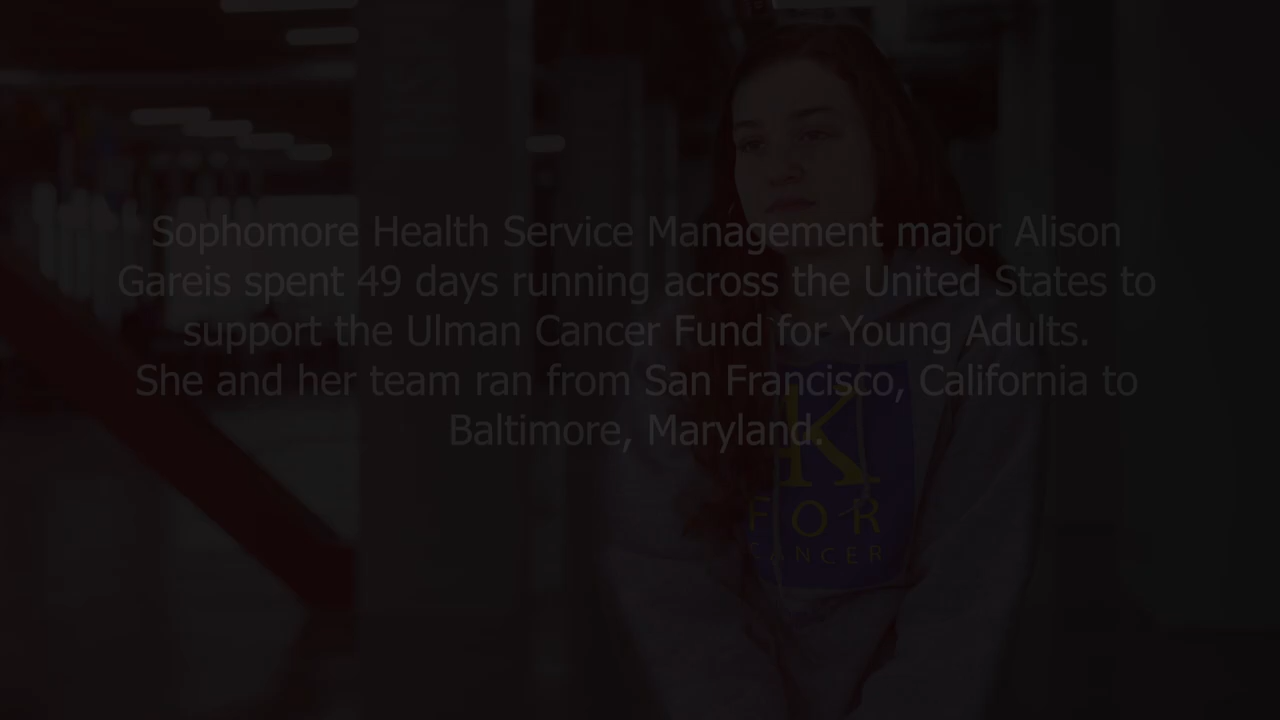 Sophomore Health Service Management major Alison
Gareis spent 49 days running across the United States to
support the Ulman Cancer Fund for Young Adults.
She and her team ran from San Francisco, California to
Baltimore, Maryland.
K
FOR
CANCER